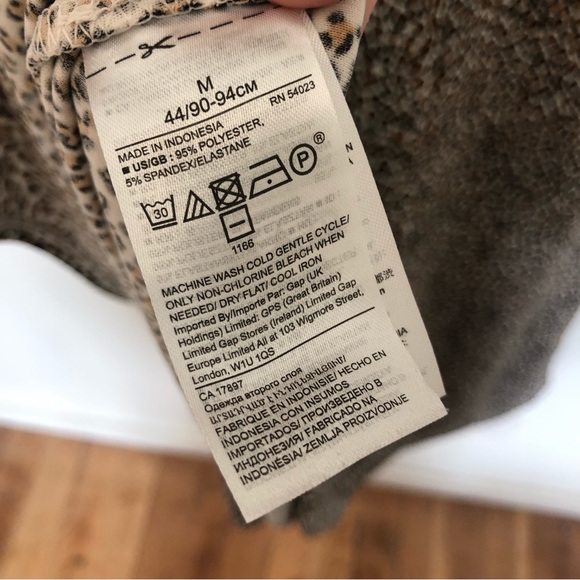 M
44/90-94CM
RN 54023
MADE IN INDONESIA
■ US/GB : 95% POLYESTER,
5% SPANDEX/ELASTANE
30
P®
1166
MACHINE WASH COLD GENTLE CYCLE/
ONLY NON-CHLORINE BLEACH WHEN
NEEDED/ DRY FLAT/ COOL IRON
Imported By/Importe Par: Gap (UK
Holdings) Limited: GPS (Great Britain)
Limited Gap Stores (Ireland) Limited Gap
Europe Limited All at 103 Wigmore Street,
London, W1U 1QS
CA 17897
Одежда второго слоя
FABRIQUE EN INDONESIE/ HECHO EN
INDONESIA CON INSUMOS
IMPORTADOS/ ПРОИЗВЕДЕНО В
ИНДОНЕЗИИ/ FABRICADO NA
INDONÉSIA/ ZEMLJA PROIZVODNJE